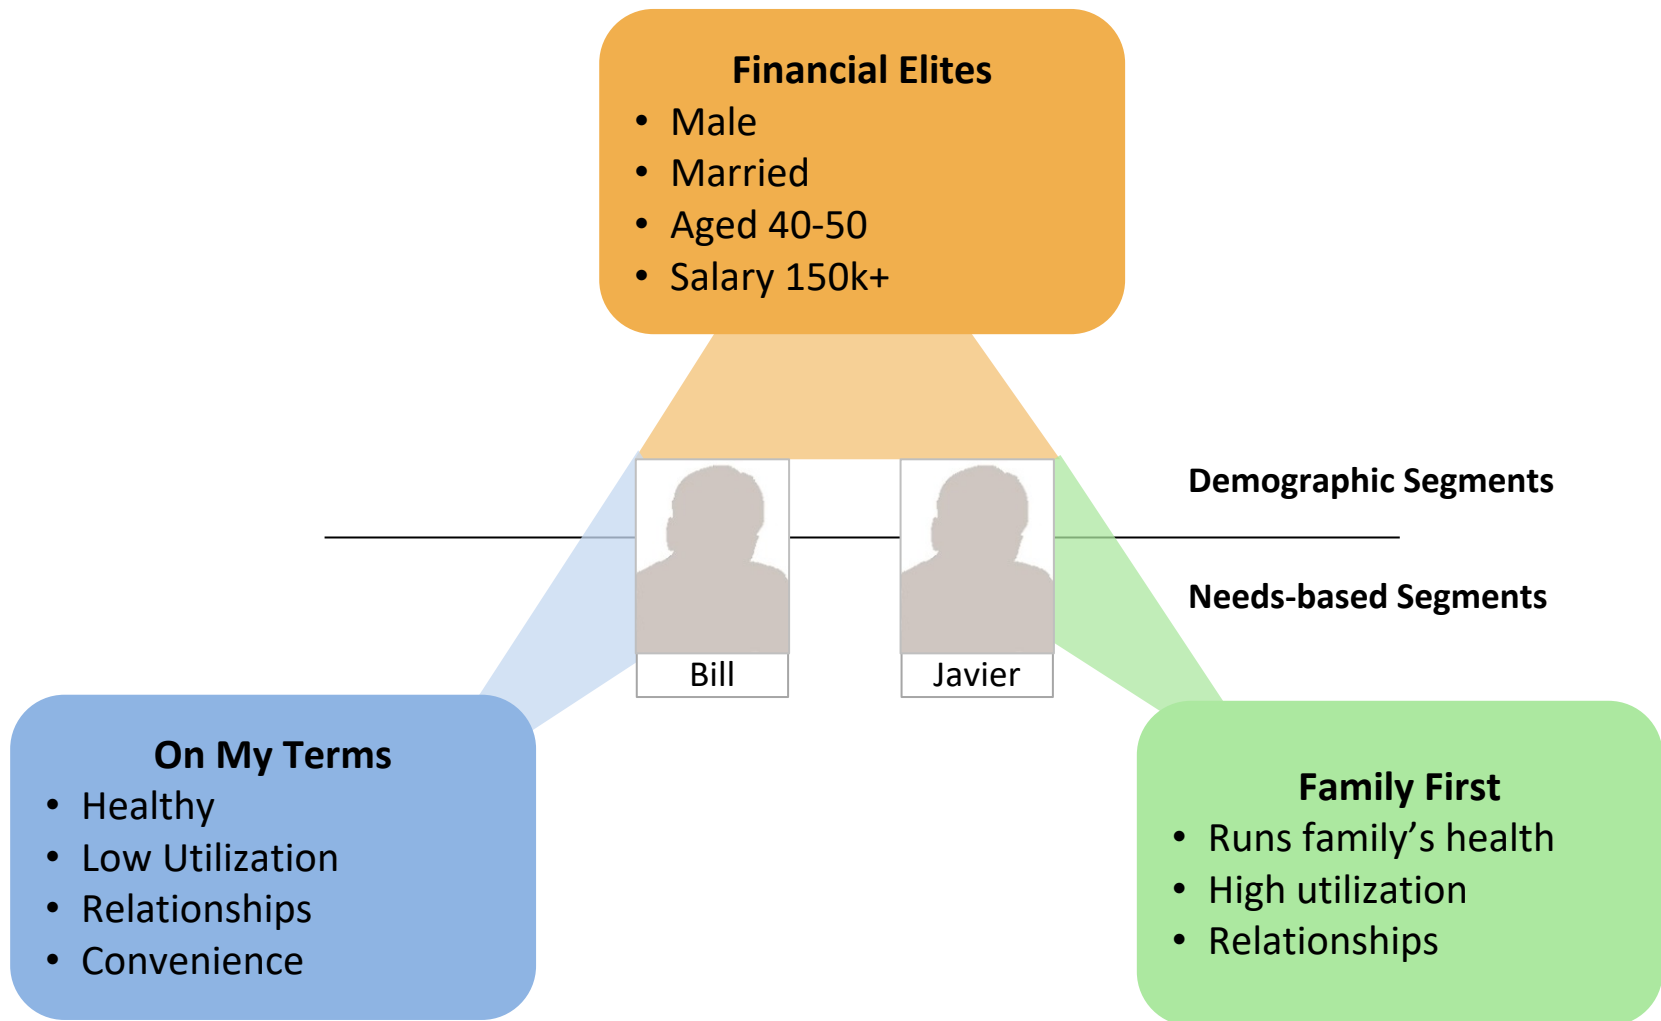 Financial Elites
• Male
• Married
• Aged 40-50
• Salary 150k+
Demographic Segments
Needs-based Segments
Bill
Javier
On My Terms
• Healthy
• Low Utilization
• Relationships
• Convenience
Family First
• Runs family’s health
• High utilization
• Relationships